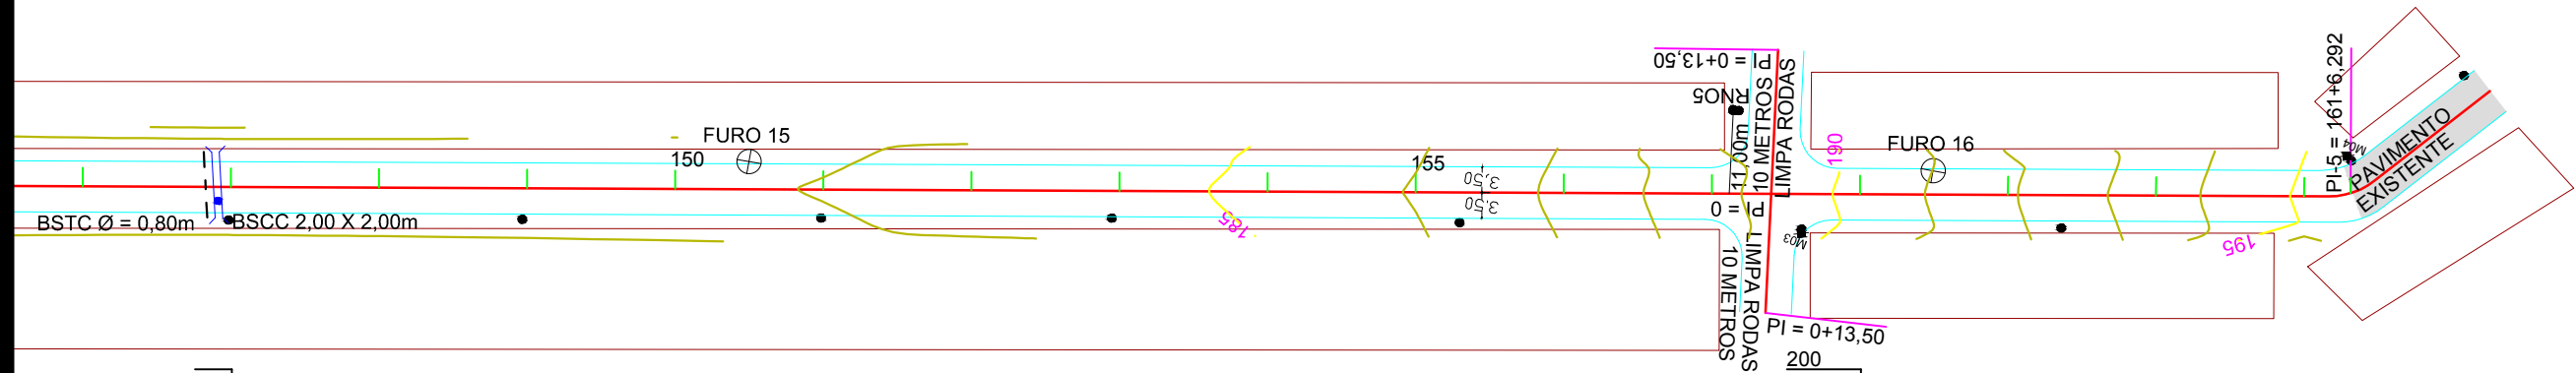 BSTC Ø = 0,80m
BSCC 2,00 X 2,00m
150
FURO 15
185
155
3,50
3,50
PI = 0+13,50
RN05
11,00m
10 METROS
LIMPA RODAS
PI = 0
10 METROS
LIMPA RODAS
PI = 0+13,50
200
M03
190
FURO 16
195
PI-5 = 161+6,292
M04
PAVIMENTO
EXISTENTE